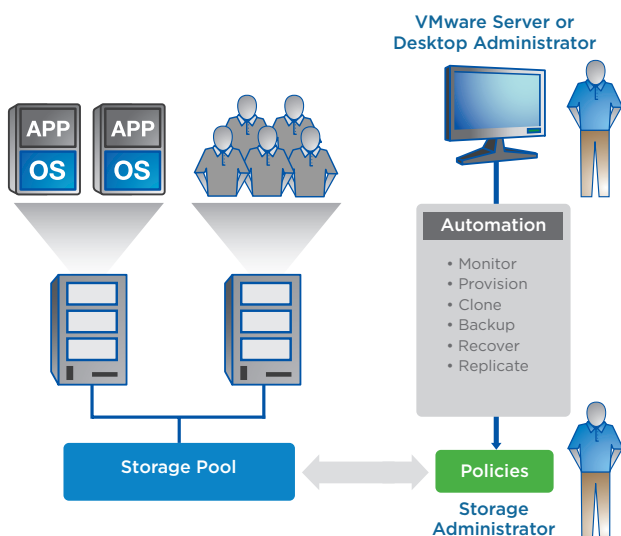 VMware Server or
Desktop Administrator
APP
OS
APP
OS
Automation
• Monitor
• Provision
• Clone
• Backup
• Recover
• Replicate
Storage Pool
Policies
Storage
Administrator